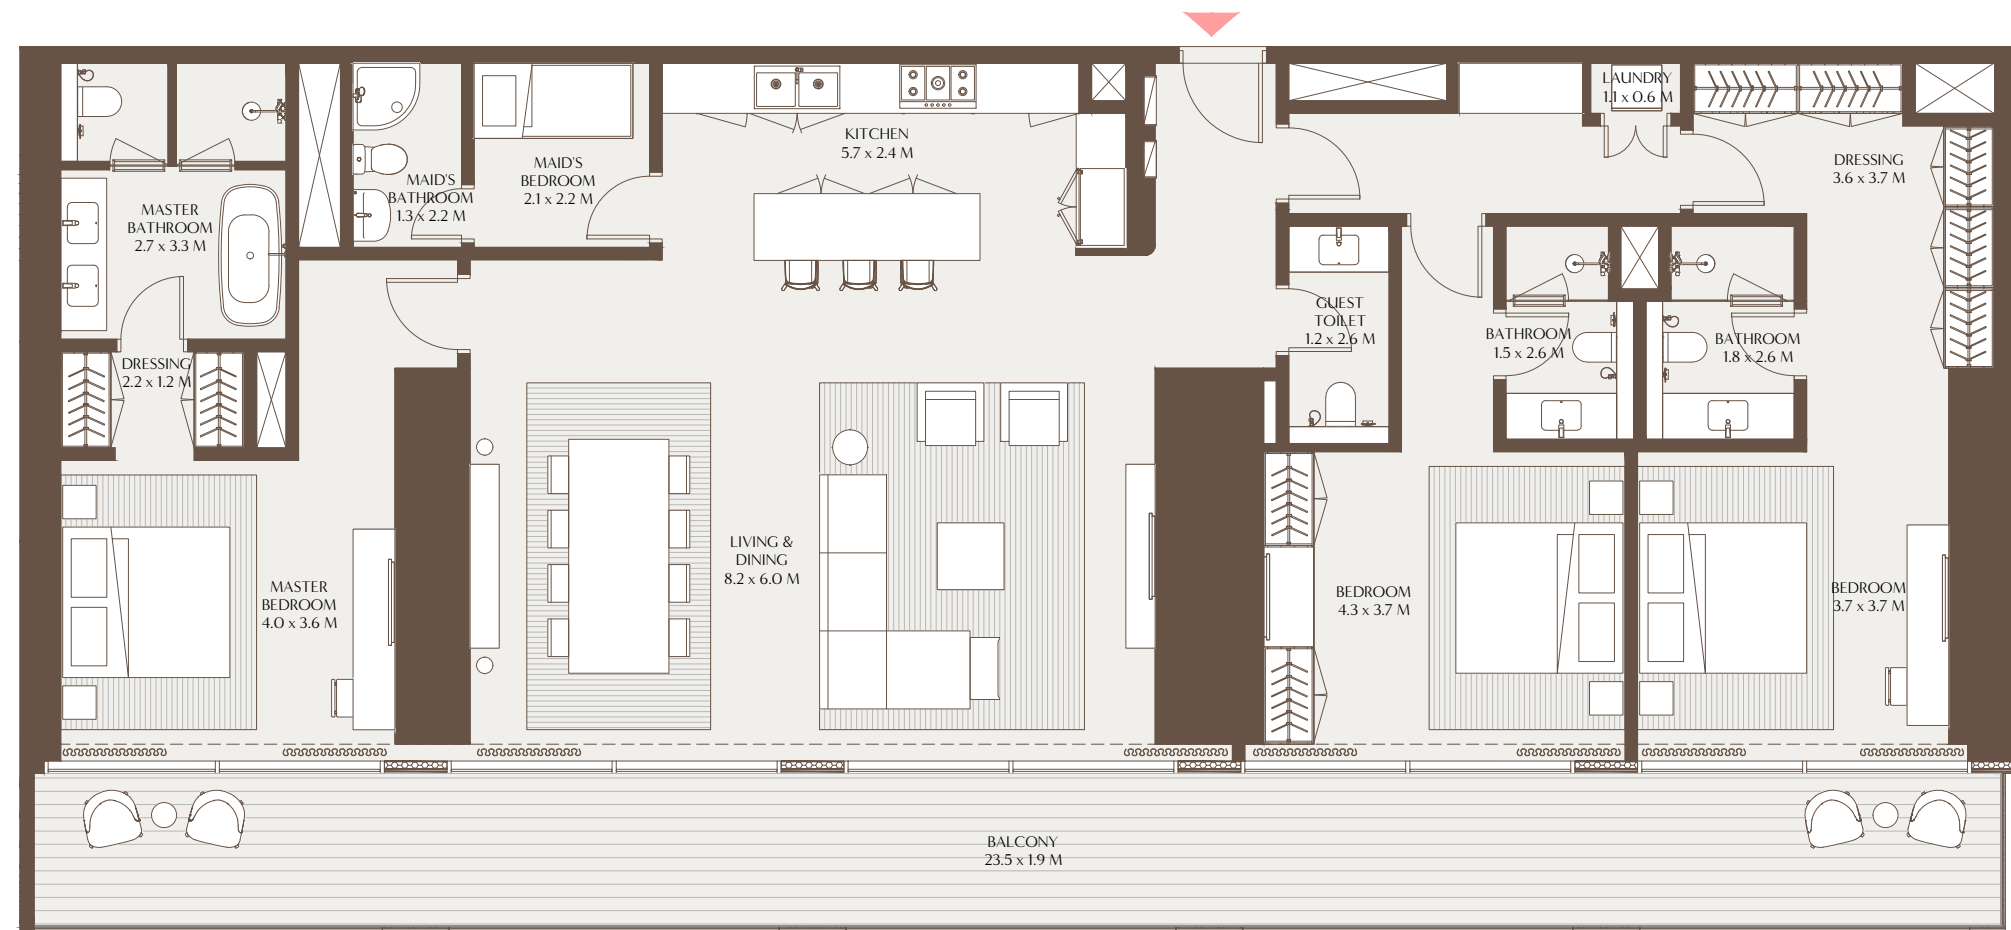 LAUNDRY
1.1 x 0.6 M
KITCHEN
5.7 x 2.4 M
MAID'S
BEDROOM
2.1 x 2.2 M
DRESSING
3.6 x 3.7 M
MAID'S
BATHROOM
1.3 x 2.2 M
MASTER
BATHROOM
2.7 x 3.3 M
GUEST
TOILET
1.2 x 2.6 M
BATHROOM
1.5 x 2.6 M
BATHROOM
1.8 x 2.6 M
DRESSING
2.2 x 1.2 M
LIVING &
DINING
8.2 x 6.0 M
MASTER
BEDROOM
4.0 x 3.6 M
BEDROOM
4.3 x 3.7 M
BEDROOM
3.7 x 3.7 M
BALCONY
23.5 x 1.9 M